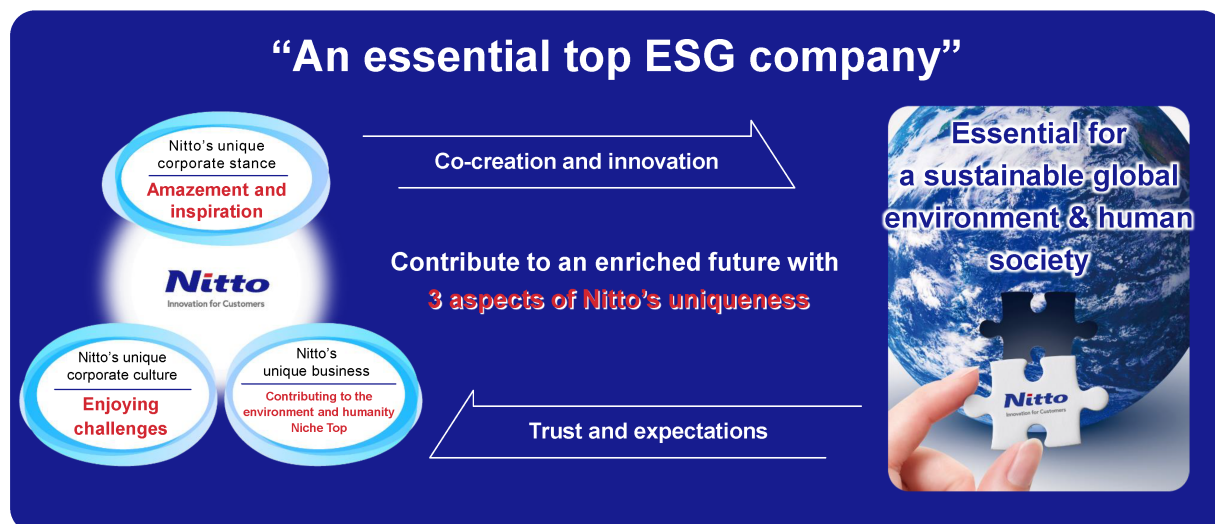 “An essential top ESG company”
Nitto’s unique
corporate stance
Amazement and
inspiration
Nitto
Innovation for Customers
Nitto’s unique
corporate culture
Enjoying
challenges
Nitto’s
unique business
Contributing to the
environment and humanity
Niche Top
Co-creation and innovation
Contribute to an enriched future with
3 aspects of Nitto’s uniqueness
Trust and expectations
Essential for
a sustainable global
environment & human
society
Nitto
Innovation for Customers